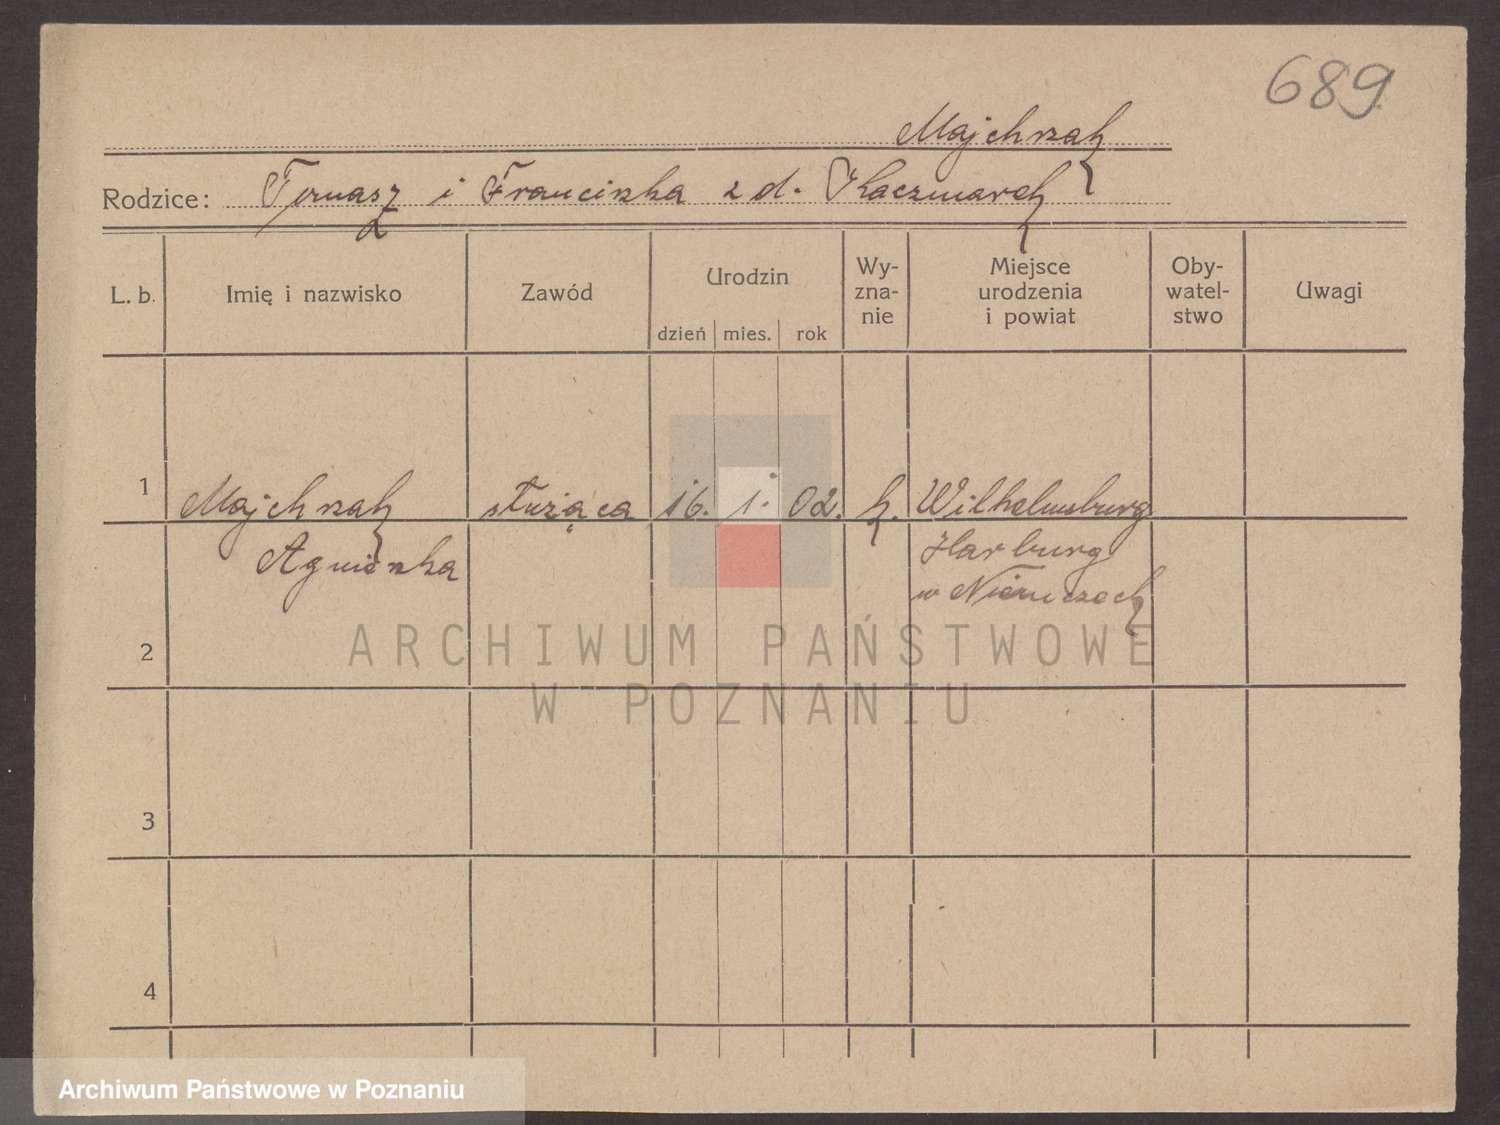 689
Majchrzak
Rodzice: Tomasz i Franciszka z d. Kaczmarek
L. b. Imię i nazwisko Zawód Urodzin Wy-zna-nie Miejsce urodzenia i powiat Oby-watel-stwo Uwagi
dzień mies. rok
1 Majchrzak służąca 16. 1. 02. k. Wilhelmsburg
Agnieszka Harburg
w Niemczech
2
ARCHIWUM PAŃSTWOWE
W POZNANIU
3
4
Archiwum Państwowe w Poznaniu